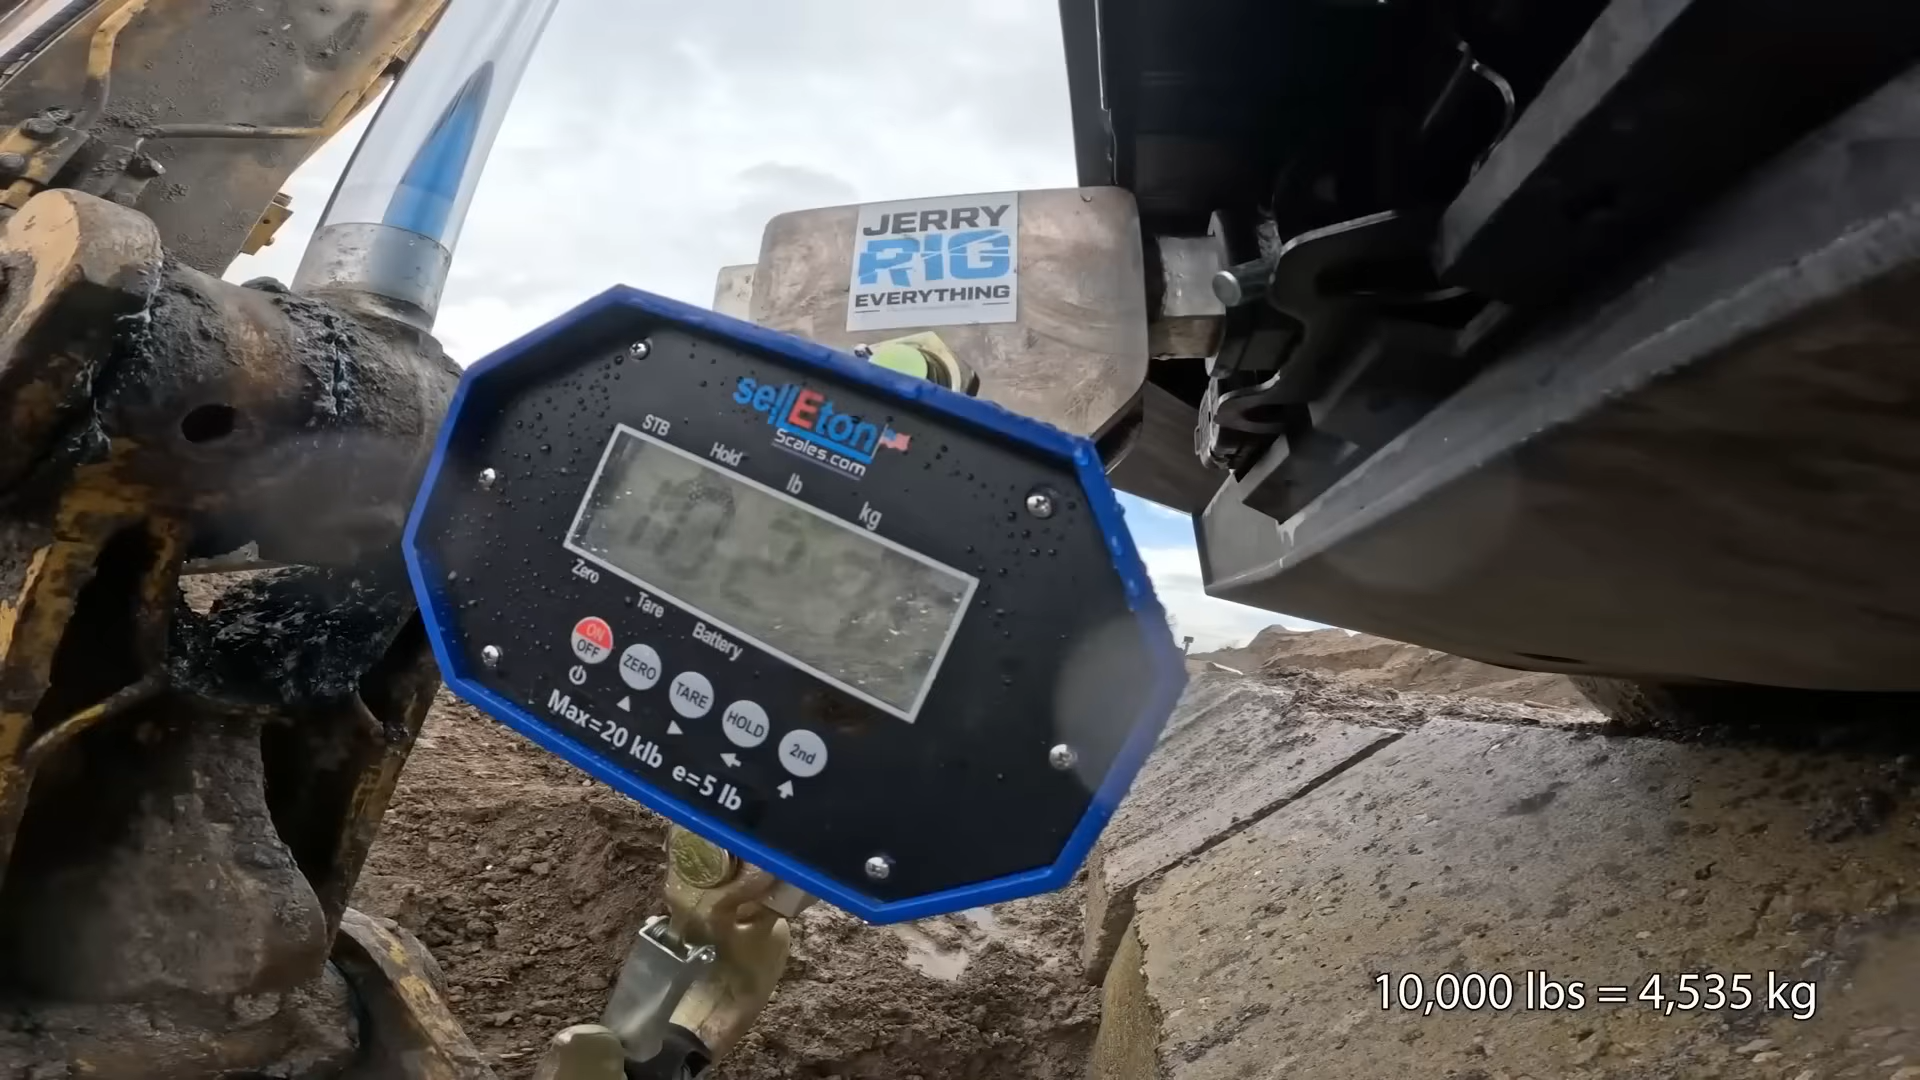 JERRY
RIG
EVERYTHING
sellEton
Scales.com
STB
Hold
lb
kg
Zero
Tare
Battery
ON
OFF
ZERO
TARE
HOLD
2nd
Max=20 klb e=5 lb
10,000 lbs = 4,535 kg